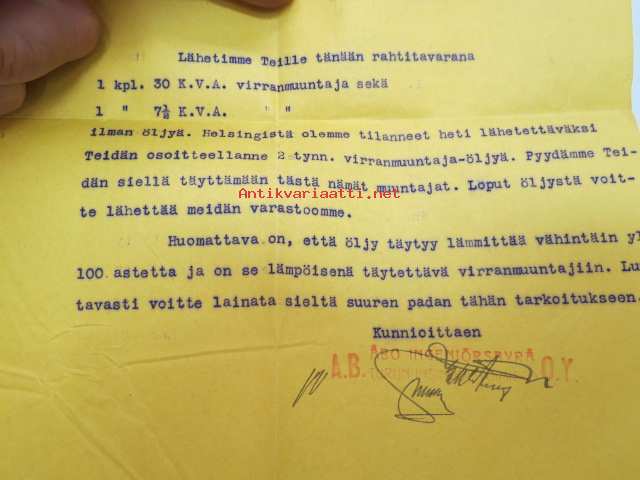 Lähetimme Teille tänään rahtitavarana
1 kpl. 30 K.V.A. virranmuuntaja sekä
1 " 7½ K.V.A. " "
ilman öljyä. Helsingistä olemme tilanneet heti lähetettäväksi
Teidän osoitteellanne 2 tynn. virranmuuntaja-öljyä. Pyydämme Tei-
dän siellä täyttämään tästä nämät muuntajat. Loput öljystä voit-
Antikvariaatti.net
te lähettää meidän varastoomme.
Huomattava on, että öljy täytyy lämmittää vähintäin yl
100 astetta ja on se lämpöisenä täytettävä virranmuuntajiin. Lu
tavasti voitte lainata sieltä suuren padan tähän tarkoitukseen.
Kunnioittaen
A.B. ÅBO INGENIÖRSBYRÅ O.Y.
TURUN